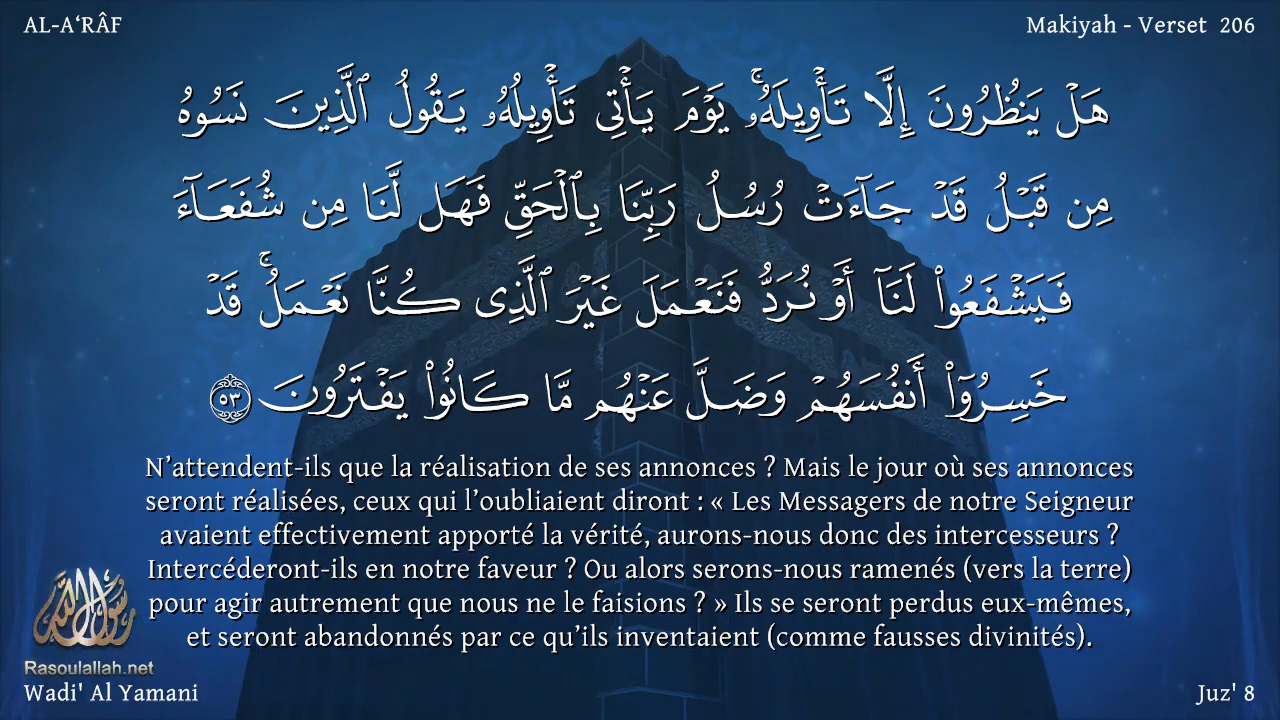 AL-A‘RÂF
Makiyah - Verset 206
هَلْ يَنظُرُونَ إِلَّا تَأْوِيلَهُۥۚ يَوْمَ يَأْتِى تَأْوِيلُهُۥ يَقُولُ ٱلَّذِينَ نَسُوهُ
مِن قَبْلُ قَدْ جَآءَتْ رُسُلُ رَبِّنَا بِٱلْحَقِّ فَهَل لَّنَا مِن شُفَعَآءَ
فَيَشْفَعُوا۟ لَنَآ أَوْ نُرَدُّ فَنَعْمَلَ غَيْرَ ٱلَّذِى كُنَّا نَعْمَلُۚ قَدْ
خَسِرُوٓا۟ أَنفُسَهُمْ وَضَلَّ عَنْهُم مَّا كَانُوا۟ يَفْتَرُونَ ٥٣
N’attendent-ils que la réalisation de ses annonces ? Mais le jour où ses annonces
seront réalisées, ceux qui l’oubliaient diront : « Les Messagers de notre Seigneur
avaient effectivement apporté la vérité, aurons-nous donc des intercesseurs ?
Intercéderont-ils en notre faveur ? Ou alors serons-nous ramenés (vers la terre)
pour agir autrement que nous ne le faisions ? » Ils se seront perdus eux-mêmes,
et seront abandonnés par ce qu’ils inventaient (comme fausses divinités).
رسول الله
Rasoulallah.net
Wadi' Al Yamani
Juz' 8